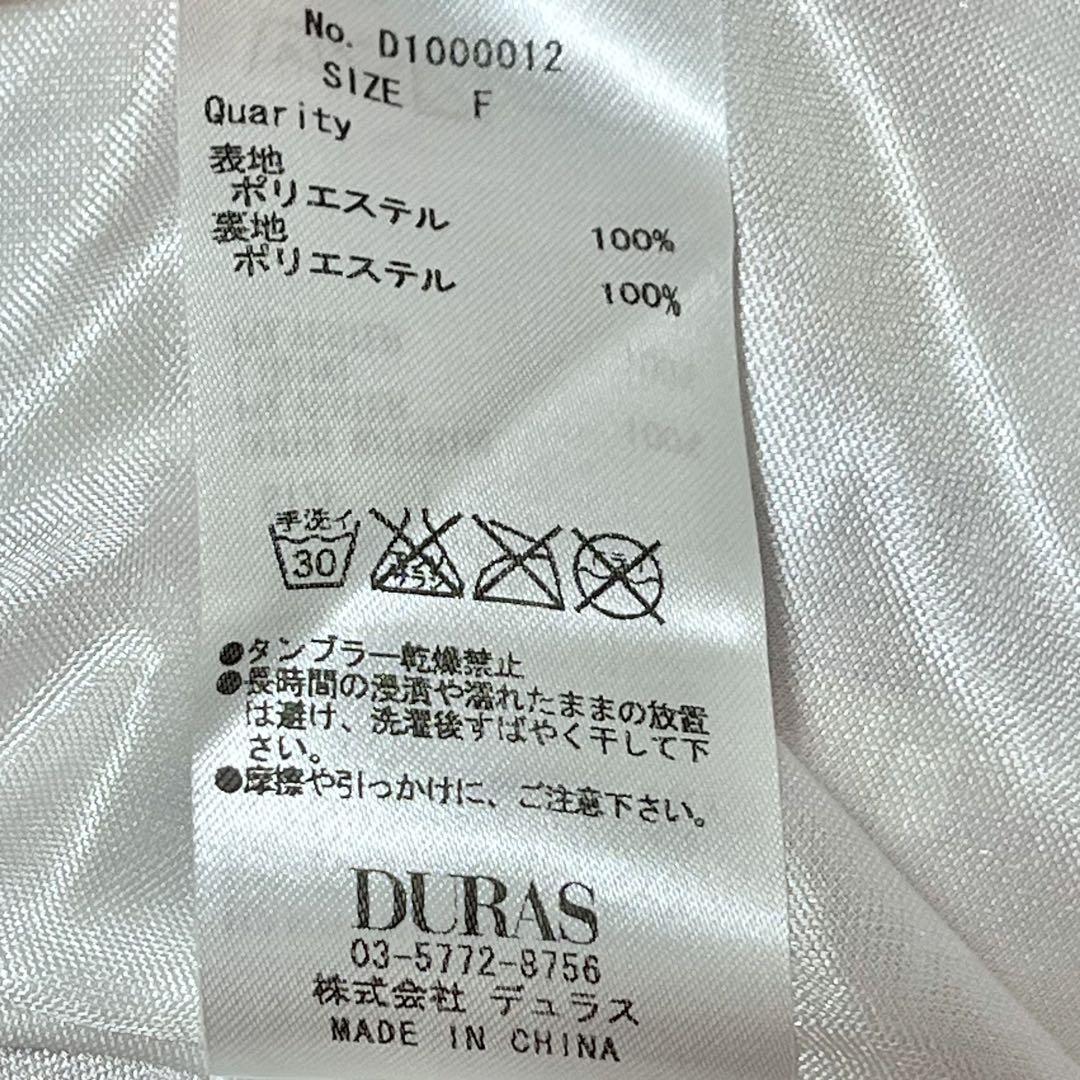 No. D1000012
SIZE F
Quarity
表地
ポリエステル 100%
裏地
ポリエステル 100%
手洗イ
30
●タンブラー乾燥禁止
●長時間の浸漬や濡れたままの放置
は避け、洗濯後すばやく干して下
さい。
●摩擦や引っかけに、ご注意下さい。
DURAS
03-5772-8756
株式会社 デュラス
MADE IN CHINA